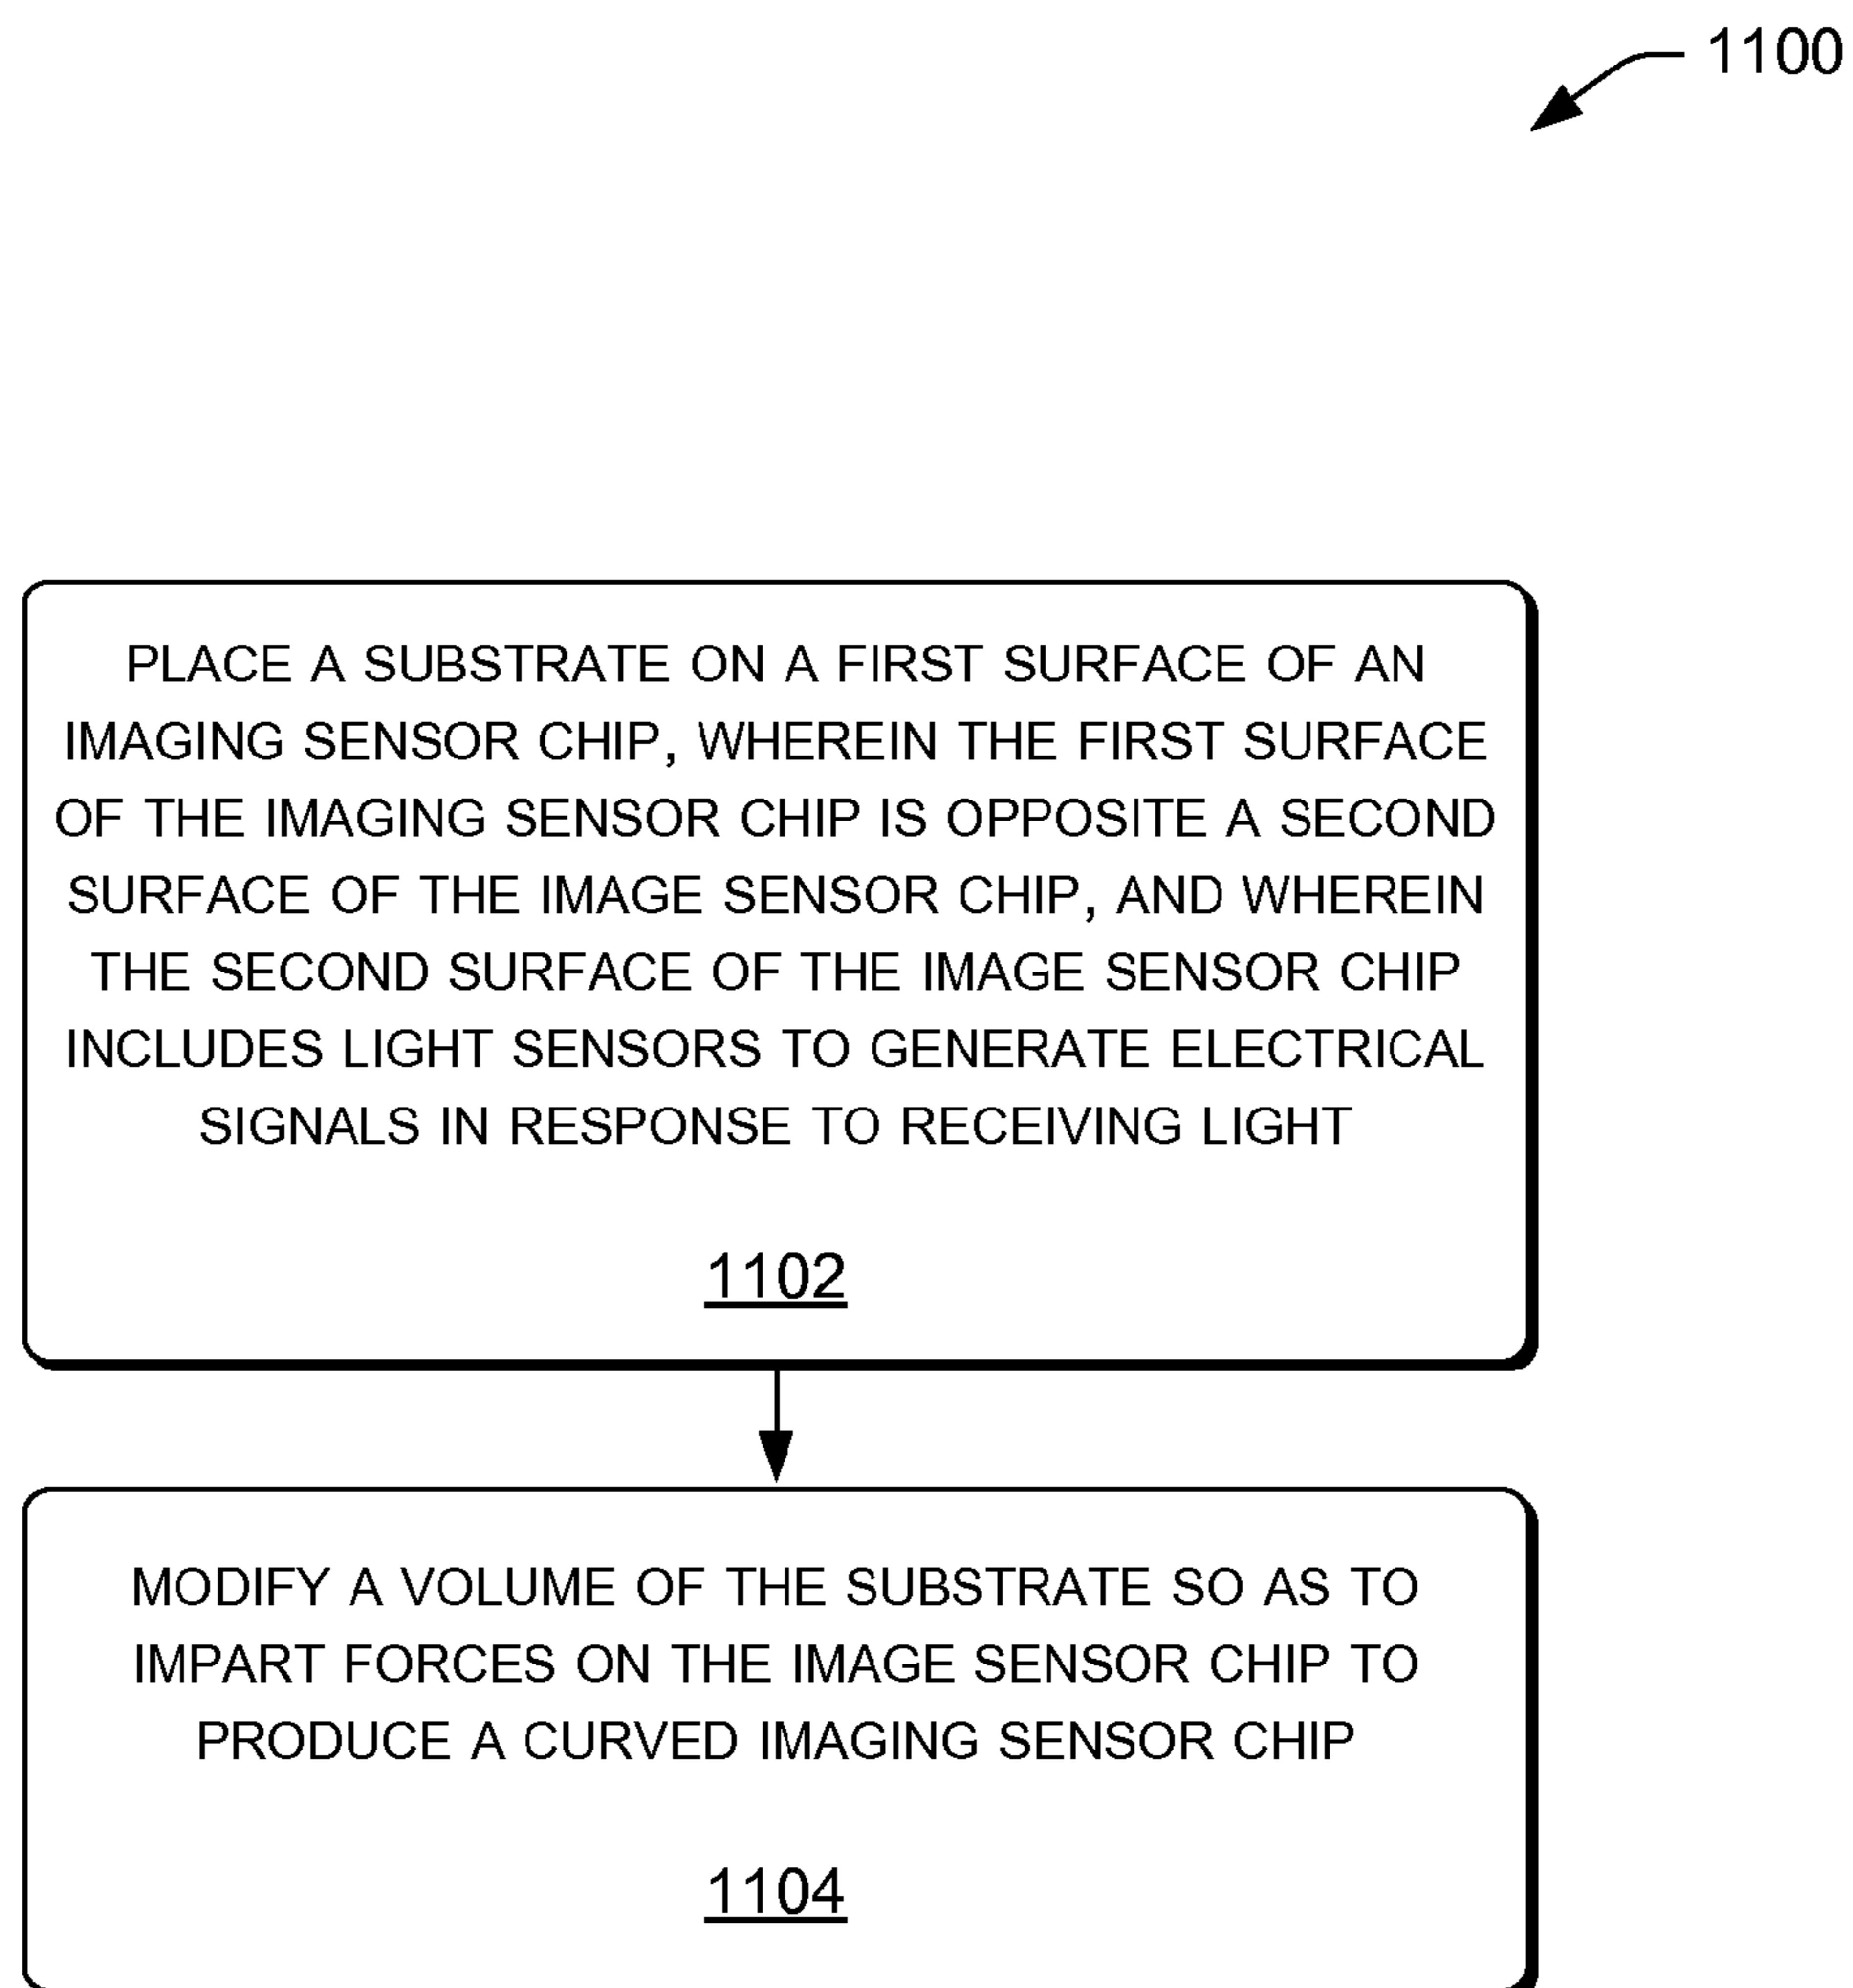 1100
PLACE A SUBSTRATE ON A FIRST SURFACE OF AN
IMAGING SENSOR CHIP, WHEREIN THE FIRST SURFACE
OF THE IMAGING SENSOR CHIP IS OPPOSITE A SECOND
SURFACE OF THE IMAGE SENSOR CHIP, AND WHEREIN
THE SECOND SURFACE OF THE IMAGE SENSOR CHIP
INCLUDES LIGHT SENSORS TO GENERATE ELECTRICAL
SIGNALS IN RESPONSE TO RECEIVING LIGHT
1102
MODIFY A VOLUME OF THE SUBSTRATE SO AS TO
IMPART FORCES ON THE IMAGE SENSOR CHIP TO
PRODUCE A CURVED IMAGING SENSOR CHIP
1104